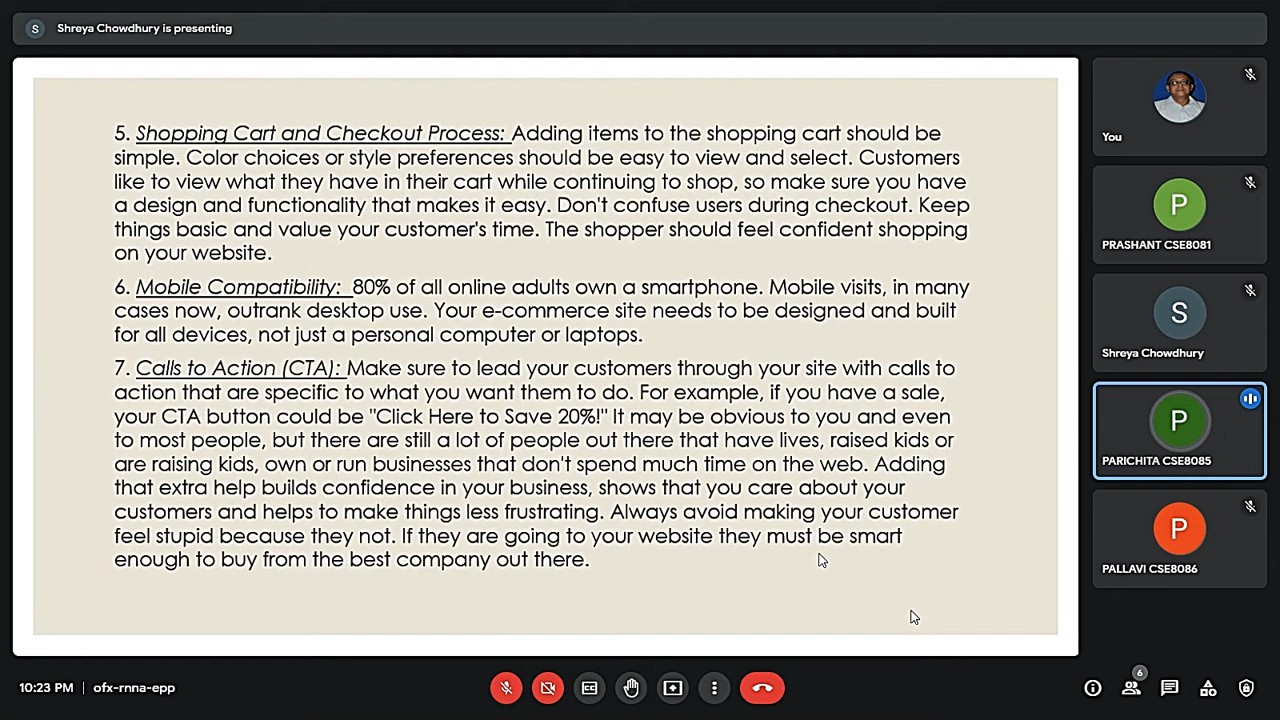 S Shreya Chowdhury is presenting
5. Shopping Cart and Checkout Process: Adding items to the shopping cart should be
simple. Color choices or style preferences should be easy to view and select. Customers
like to view what they have in their cart while continuing to shop, so make sure you have
a design and functionality that makes it easy. Don't confuse users during checkout. Keep
things basic and value your customer's time. The shopper should feel confident shopping
on your website.
6. Mobile Compatibility: 80% of all online adults own a smartphone. Mobile visits, in many
cases now, outrank desktop use. Your e-commerce site needs to be designed and built
for all devices, not just a personal computer or laptops.
7. Calls to Action (CTA): Make sure to lead your customers through your site with calls to
action that are specific to what you want them to do. For example, if you have a sale,
your CTA button could be "Click Here to Save 20%!" It may be obvious to you and even
to most people, but there are still a lot of people out there that have lives, raised kids or
are raising kids, own or run businesses that don't spend much time on the web. Adding
that extra help builds confidence in your business, shows that you care about your
customers and helps to make things less frustrating. Always avoid making your customer
feel stupid because they not. If they are going to your website they must be smart
enough to buy from the best company out there.
You
P
PRASHANT CSE8081
S
Shreya Chowdhury
P
PARICHITA CSE8085
P
PALLAVI CSE8086
10:23 PM | ofx-rnna-epp
6